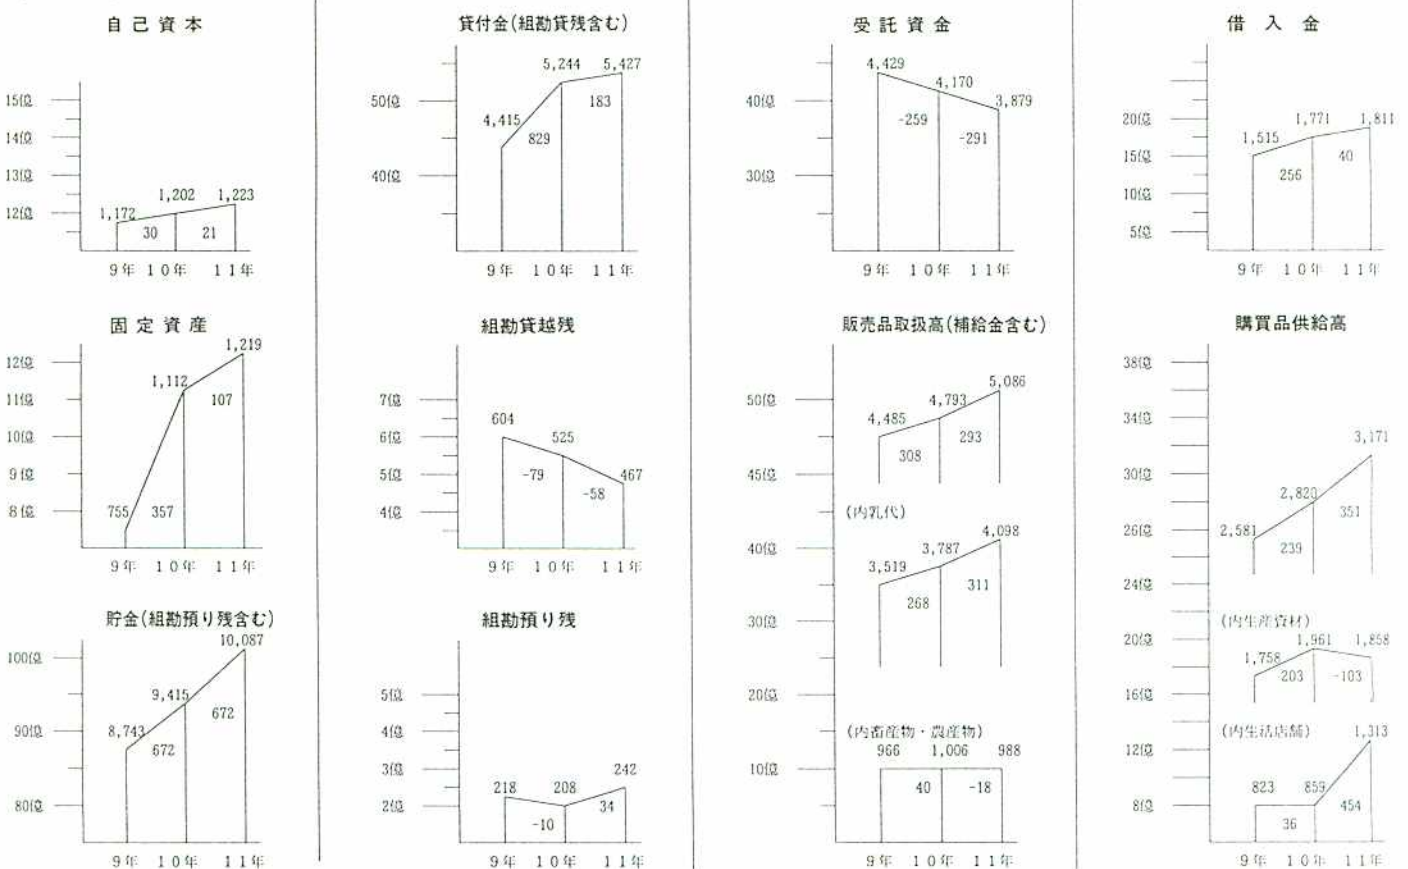 自己資本
15億
14億
13億
12億
1,172
1,202
1,223
30
21
9年 10年 11年
貸付金(組勘貸残含む)
50億
40億
4,415
5,244
5,427
829
183
9年 10年 11年
受託資金
40億
30億
4,429
4,170
3,879
-259
-291
9年 10年 11年
借入金
20億
15億
10億
5億
1,515
1,771
1,811
256
40
9年 10年 11年
固定資産
12億
11億
10億
9億
8億
755
1,112
1,219
357
107
9年 10年 11年
組勘貸越残
7億
6億
5億
4億
604
525
467
-79
-58
9年 10年 11年
販売品取扱高(補給金含む)
50億
45億
40億
30億
20億
10億
4,485
4,793
5,086
308
293
(内乳代)
3,519
3,787
4,098
268
311
(内畜産物・農産物)
966 1,006 988
40
-18
9年 10年 11年
購買品供給高
38億
34億
30億
26億
24億
20億
16億
12億
8億
2,581
2,820
3,171
239
351
(内生産資材)
1,758
1,961
1,858
203
-103
(内生活店舗)
823
859
1,313
36
454
9年 10年 11年
貯金(組勘預り残含む)
100億
90億
80億
8,743
9,415
10,087
672
672
9年 10年 11年
組勘預り残
5億
4億
3億
2億
218
208
242
-10
34
9年 10年 11年